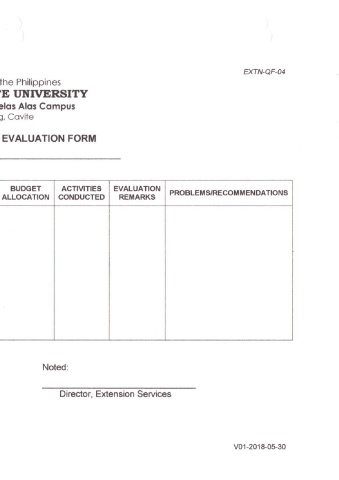 EXTN-QF-04
the Philippines
TE UNIVERSITY
elas Alas Campus
g, Cavite
EVALUATION FORM
BUDGET ALLOCATION
ACTIVITIES CONDUCTED
EVALUATION REMARKS
PROBLEMS/RECOMMENDATIONS
Noted:
Director, Extension Services
V01-2018-05-30